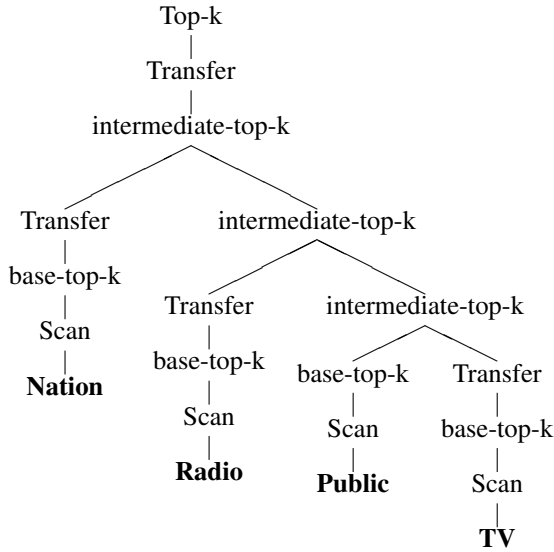 Top-k
Transfer
intermediate-top-k
Transfer
intermediate-top-k
base-top-k
Transfer
intermediate-top-k
Scan
base-top-k
base-top-k
Transfer
Nation
Scan
Scan
base-top-k
Radio
Public
Scan
TV